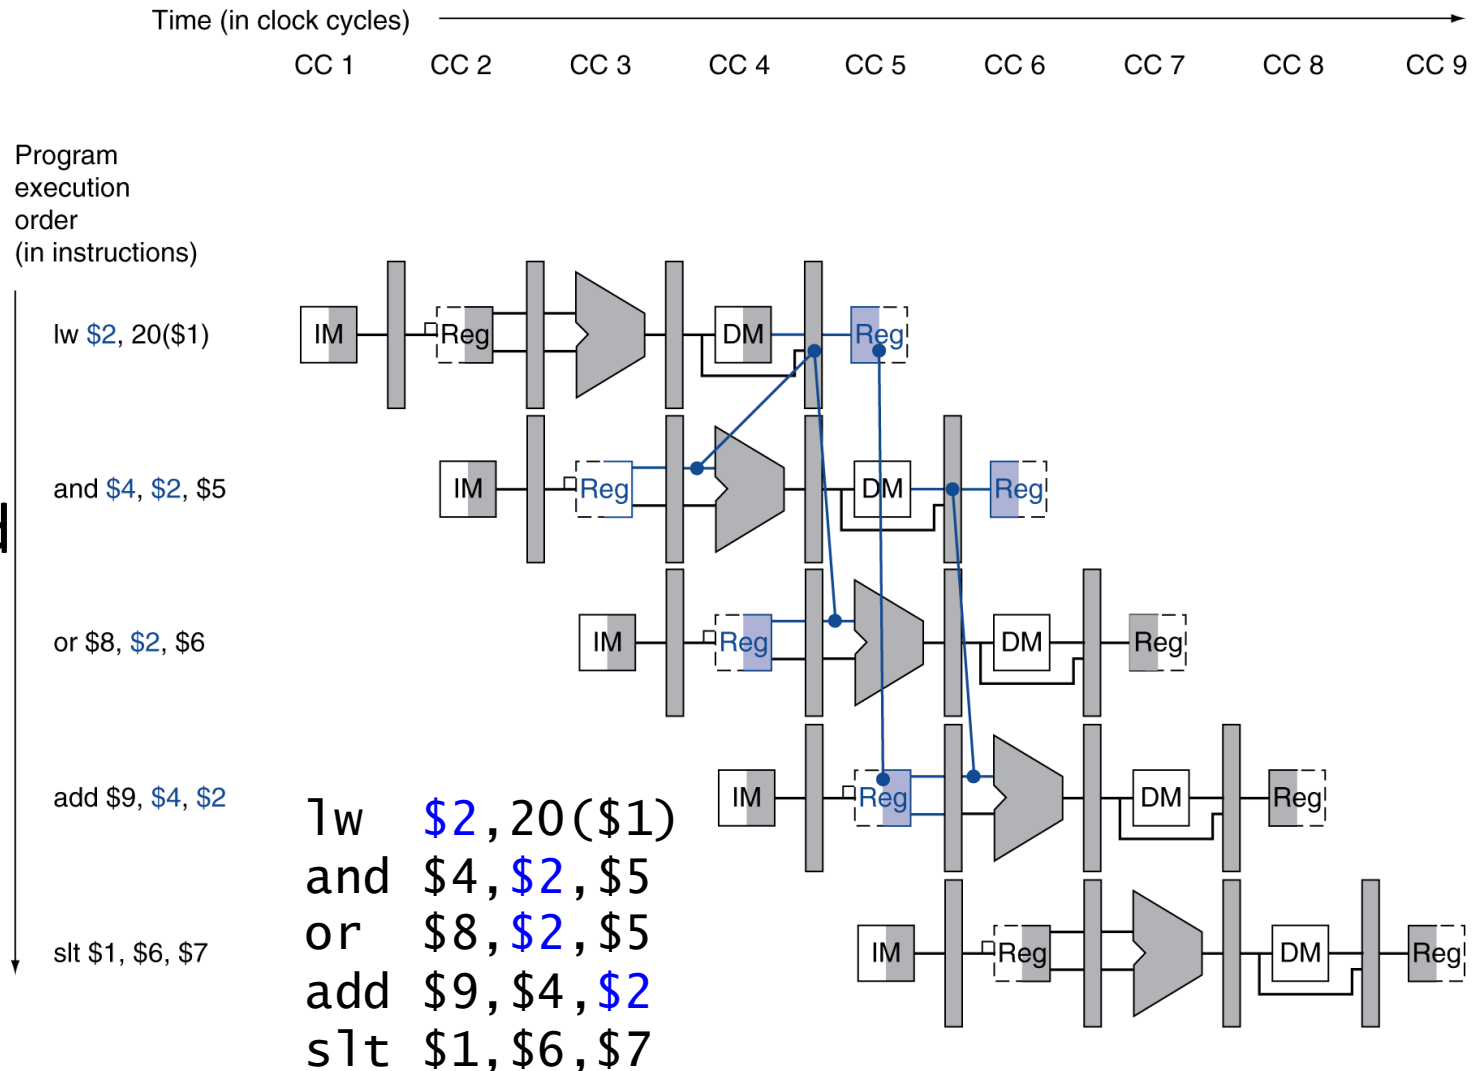 Time (in clock cycles)
CC 1 CC 2 CC 3 CC 4 CC 5 CC 6 CC 7 CC 8 CC 9
Program
execution
order
(in instructions)
lw $2, 20($1)
IM Reg DM Reg
and $4, $2, $5
IM Reg DM Reg
or $8, $2, $6
IM Reg DM Reg
add $9, $4, $2
IM Reg DM Reg
slt $1, $6, $7
IM Reg DM Reg
lw $2,20($1)
and $4,$2,$5
or $8,$2,$5
add $9,$4,$2
slt $1,$6,$7